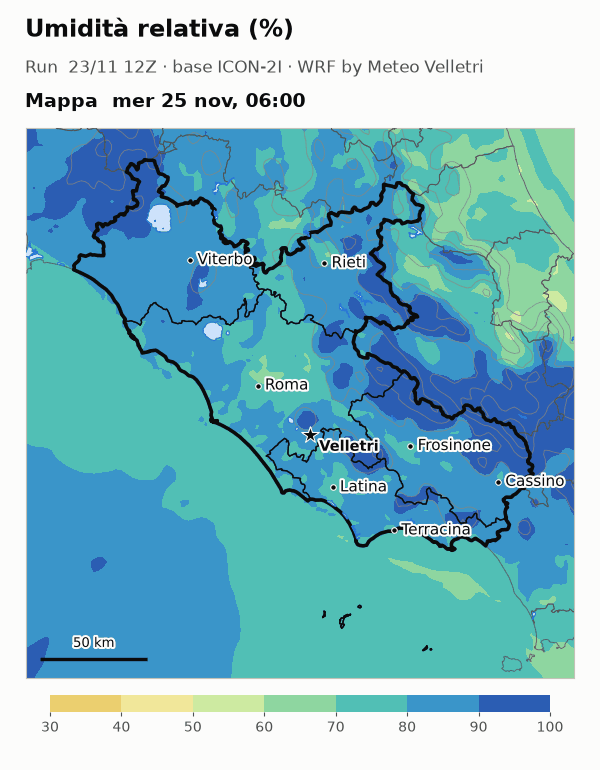 Umidità relativa (%)
Run  23/11 12Z · base ICON-2I · WRF by Meteo Velletri
Mappa  mer 25 nov, 06:00
Viterbo
Rieti
Roma
Velletri
Frosinone
Latina
Cassino
Terracina
50 km
30 40 50 60 70 80 90 100